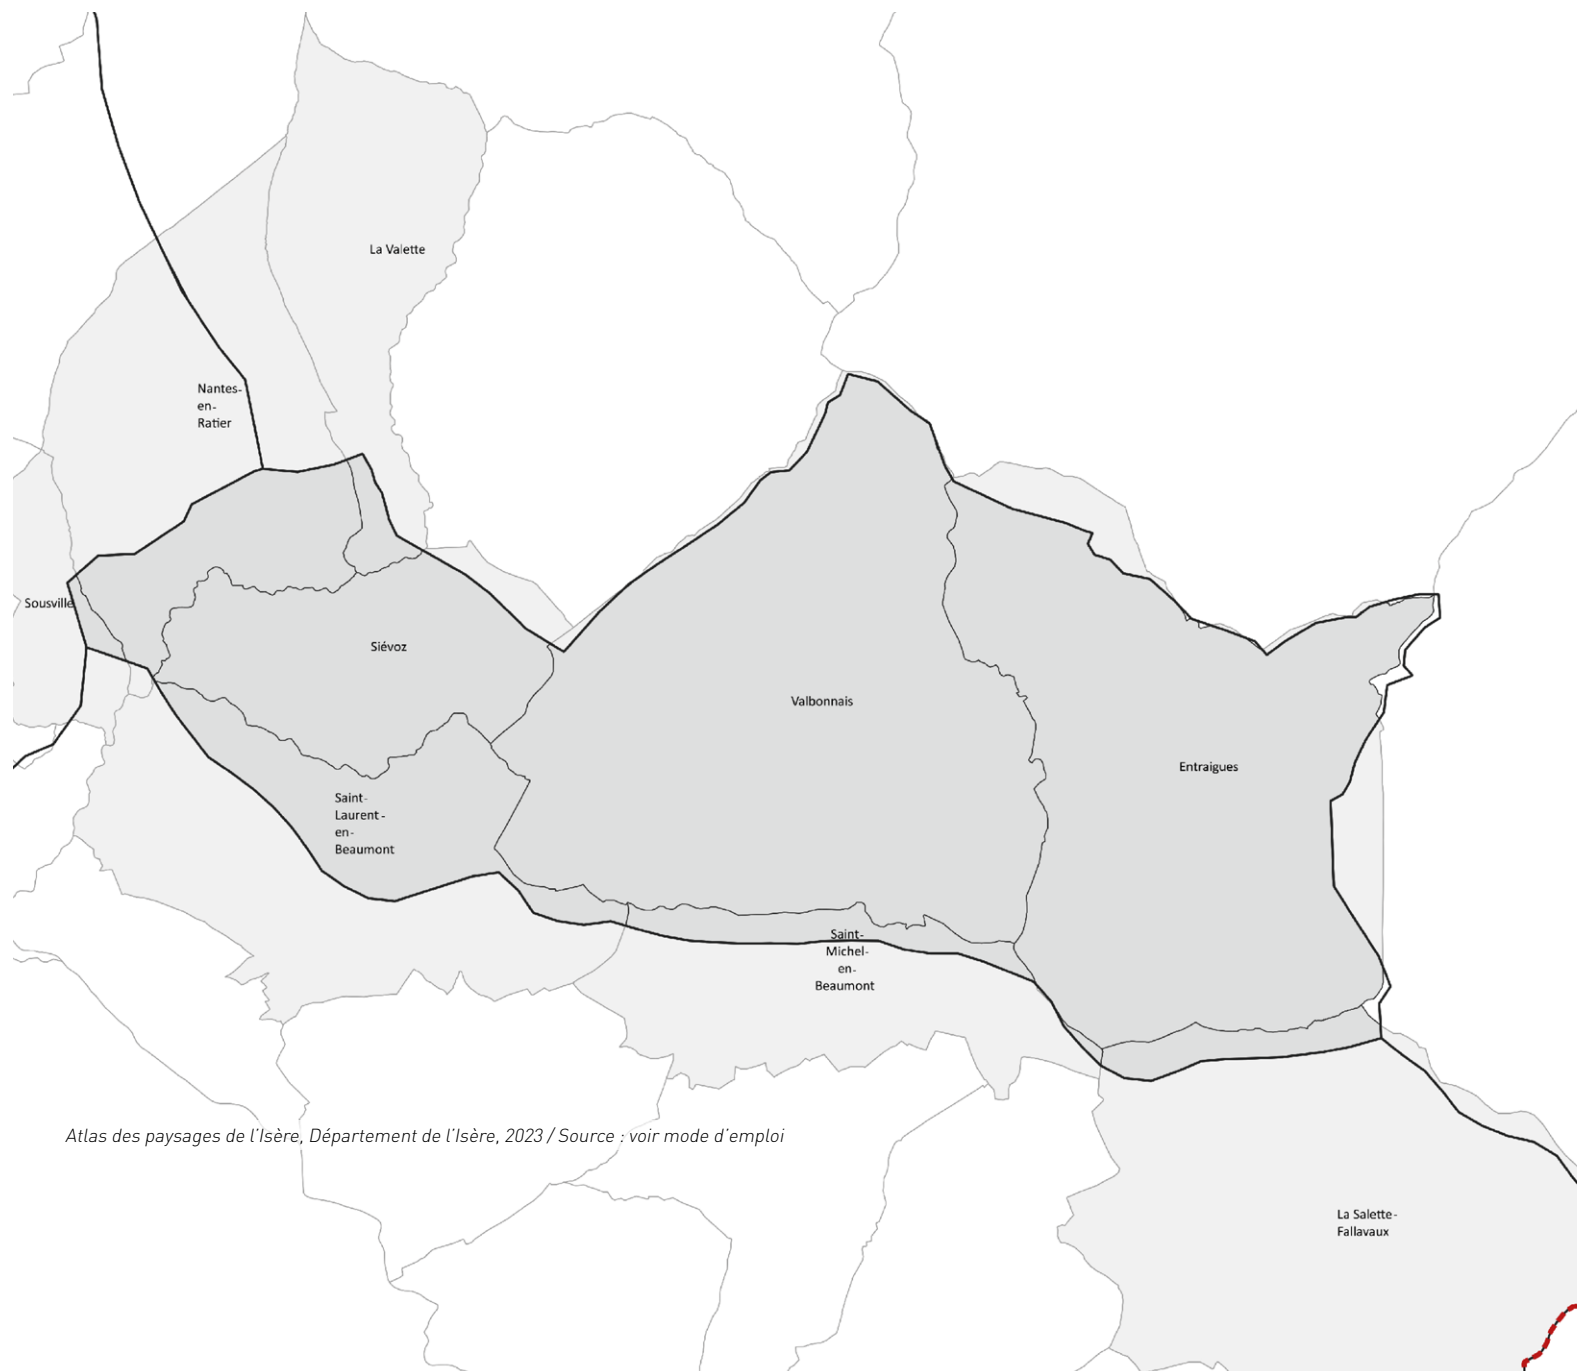 La Valette
Nantes-
en-
Ratier
Sousville
Siévoz
Valbonnais
Entraigues
Saint-
Laurent-
en-
Beaumont
Saint-
Michel-
en-
Beaumont
Atlas des paysages de l'Isère, Département de l'Isère, 2023 / Source : voir mode d'emploi
La Salette-
Fallavaux